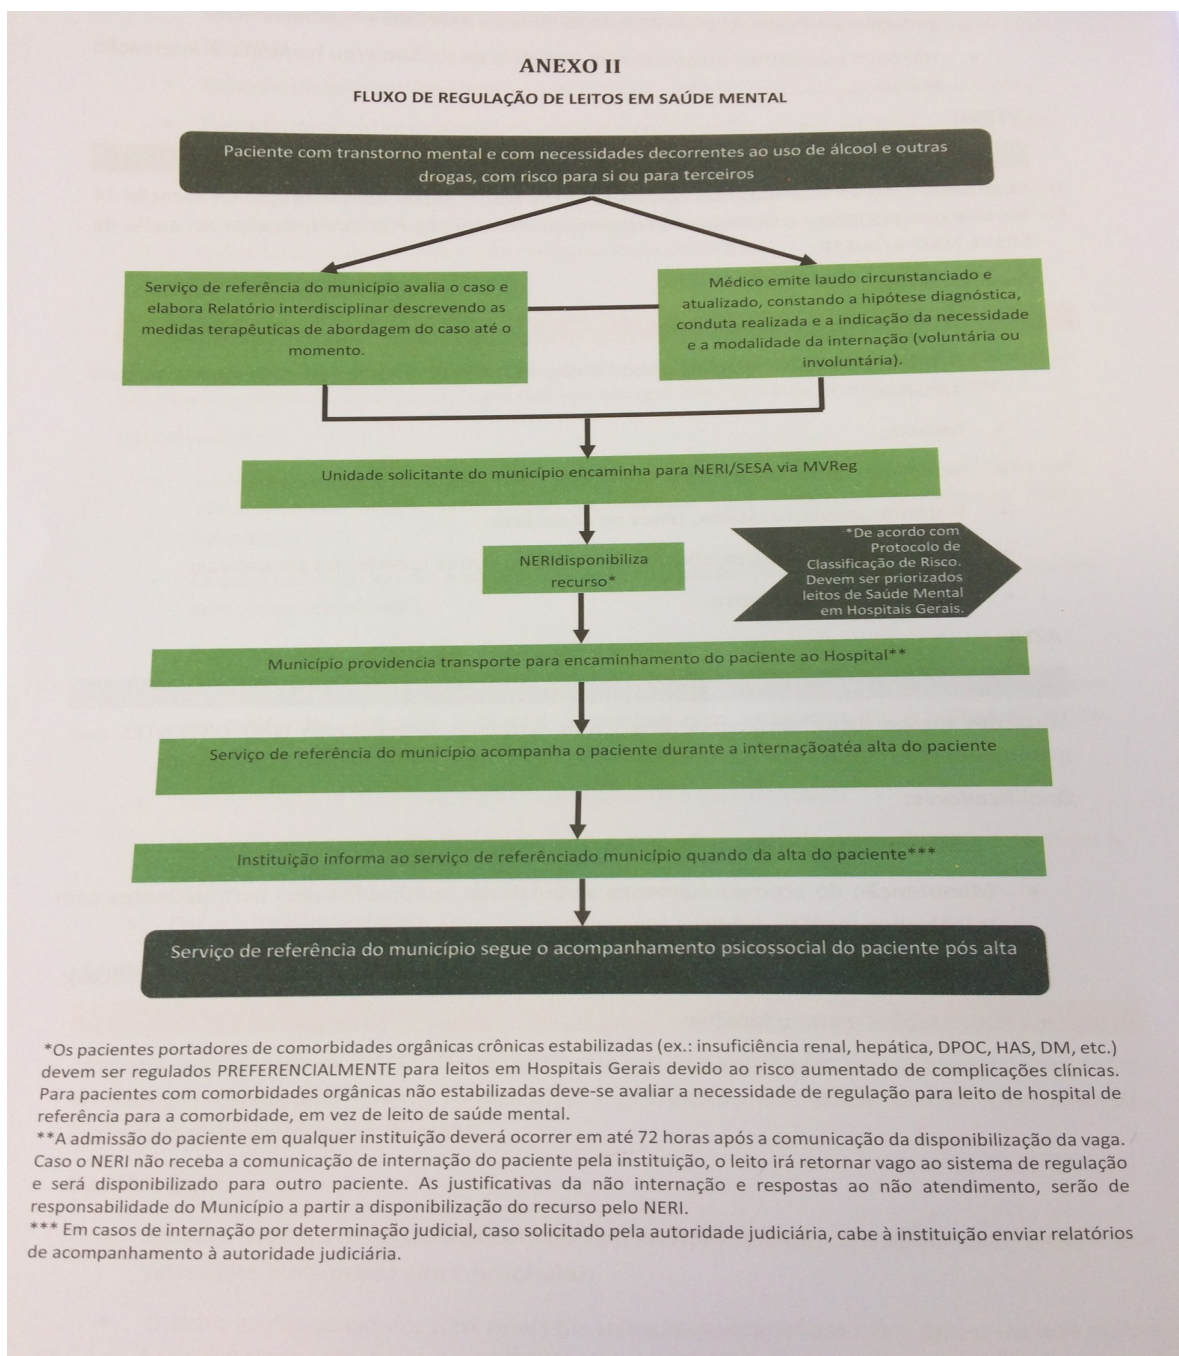 ANEXO II
FLUXO DE REGULAÇÃO DE LEITOS EM SAÚDE MENTAL
Paciente com transtorno mental e com necessidades decorrentes ao uso de álcool e outras
drogas, com risco para si ou para terceiros
Serviço de referência do município avalia o caso e
elabora Relatório interdisciplinar descrevendo as
medidas terapêuticas de abordagem do caso até o
momento.
Médico emite laudo circunstanciado e
atualizado, constando a hipótese diagnóstica,
conduta realizada e a indicação da necessidade
e a modalidade da internação (voluntária ou
involuntária).
Unidade solicitante do município encaminha para NERI/SESA via MVReg
NERIdisponibiliza
recurso*
*De acordo com
Protocolo de
Classificação de Risco.
Devem ser priorizados
leitos de Saúde Mental
em Hospitais Gerais.
Município providencia transporte para encaminhamento do paciente ao Hospital**
Serviço de referência do município acompanha o paciente durante a internaçãoatéa alta do paciente
Instituição informa ao serviço de referênciado município quando da alta do paciente***
Serviço de referência do município segue o acompanhamento psicossocial do paciente pós alta
*Os pacientes portadores de comorbidades orgânicas crônicas estabilizadas (ex.: insuficiência renal, hepática, DPOC, HAS, DM, etc.)
devem ser regulados PREFERENCIALMENTE para leitos em Hospitais Gerais devido ao risco aumentado de complicações clínicas.
Para pacientes com comorbidades orgânicas não estabilizadas deve-se avaliar a necessidade de regulação para leito de hospital de
referência para a comorbidade, em vez de leito de saúde mental.
**A admissão do paciente em qualquer instituição deverá ocorrer em até 72 horas após a comunicação da disponibilização da vaga.
Caso o NERI não receba a comunicação de internação do paciente pela instituição, o leito irá retornar vago ao sistema de regulação
e será disponibilizado para outro paciente. As justificativas da não internação e respostas ao não atendimento, serão de
responsabilidade do Município a partir a disponibilização do recurso pelo NERI.
*** Em casos de internação por determinação judicial, caso solicitado pela autoridade judiciária, cabe à instituição enviar relatórios
de acompanhamento à autoridade judiciária.